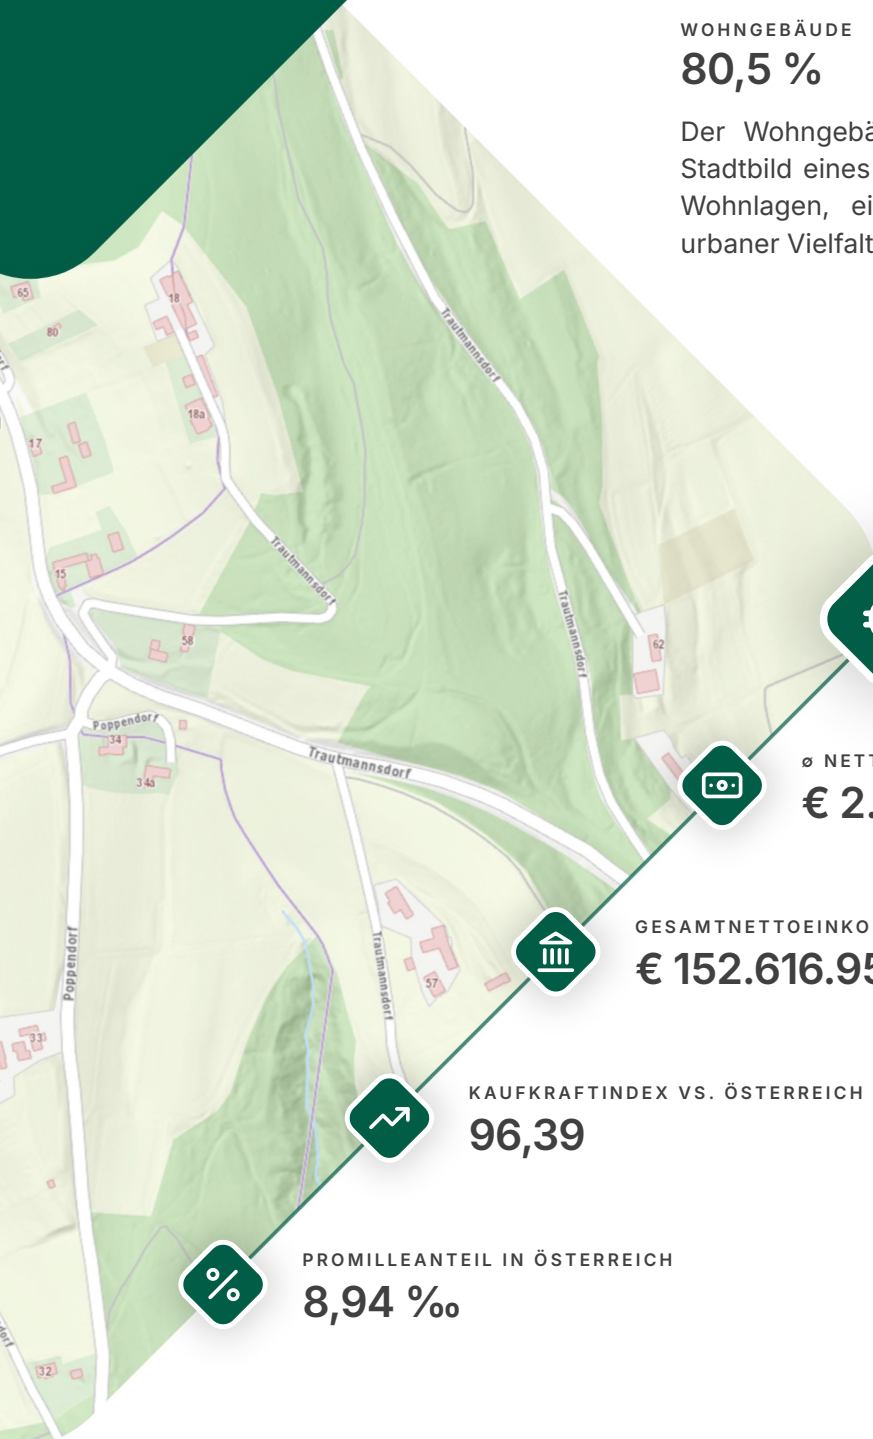 WOHNGEBÄUDE
80,5 %
Der Wohngebä
Stadtbild eines
Wohnlagen, ei
urbaner Vielfalt
65
80
18
18a
17
15
58
62
34
34a
57
33
32
Trautmannsdorf
Trautmannsdorf
Trautmannsdorf
Poppendorf
Trautmannsdorf
Poppendorf
Trautmannsdorf
ø NETT
€ 2.
GESAMTNETTOEINKO
€ 152.616.95
KAUFKRAFTINDEX VS. ÖSTERREICH
96,39
PROMILLEANTEIL IN ÖSTERREICH
8,94 ‰